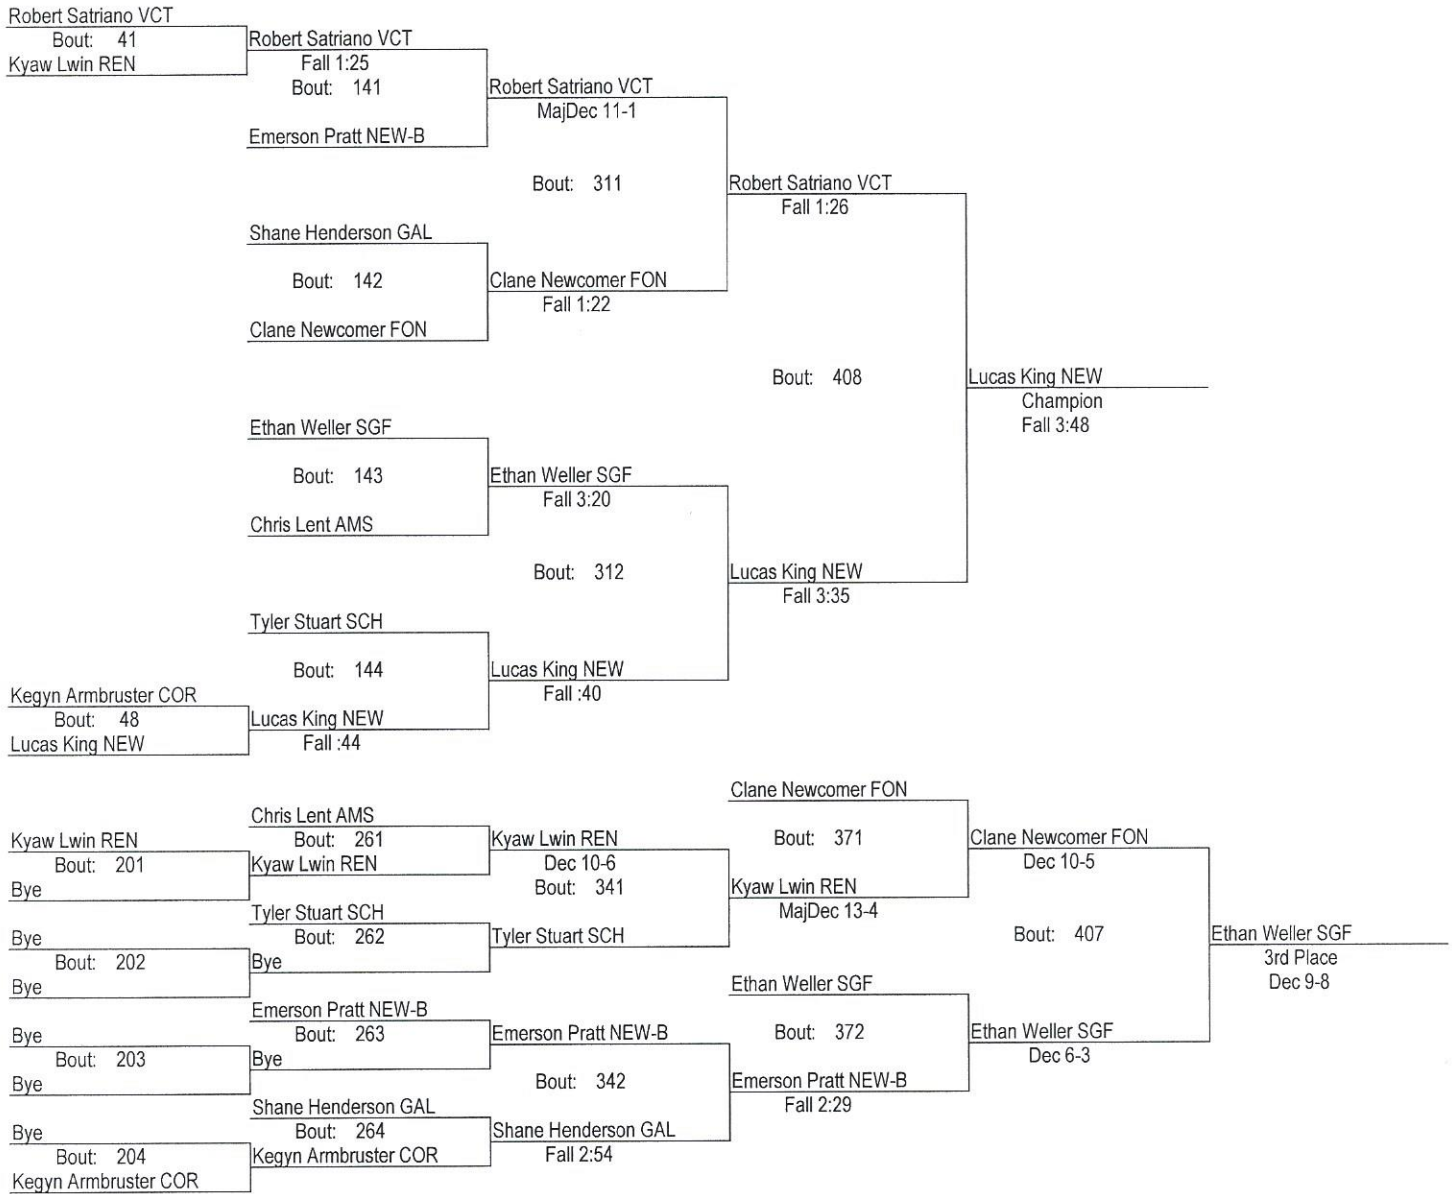 Robert Satriano VCT
Bout: 41
Kyaw Lwin REN
Robert Satriano VCT
Fall 1:25
Bout: 141
Emerson Pratt NEW-B
Robert Satriano VCT
MajDec 11-1
Bout: 311
Shane Henderson GAL
Bout: 142
Clane Newcomer FON
Clane Newcomer FON
Fall 1:22
Robert Satriano VCT
Fall 1:26
Bout: 408
Lucas King NEW
Champion
Fall 3:48
Ethan Weller SGF
Bout: 143
Chris Lent AMS
Ethan Weller SGF
Fall 3:20
Bout: 312
Lucas King NEW
Fall 3:35
Tyler Stuart SCH
Bout: 144
Lucas King NEW
Fall :40
Kegyn Armbruster COR
Bout: 48
Lucas King NEW
Lucas King NEW
Fall :44
Kyaw Lwin REN
Bout: 201
Bye
Chris Lent AMS
Bout: 261
Kyaw Lwin REN
Kyaw Lwin REN
Dec 10-6
Bout: 341
Bye
Bout: 202
Bye
Tyler Stuart SCH
Bout: 262
Bye
Tyler Stuart SCH
Clane Newcomer FON
Bout: 371
Kyaw Lwin REN
MajDec 13-4
Clane Newcomer FON
Dec 10-5
Bout: 407
Ethan Weller SGF
3rd Place
Dec 9-8
Bye
Bout: 203
Bye
Emerson Pratt NEW-B
Bout: 263
Bye
Emerson Pratt NEW-B
Bout: 342
Bye
Bout: 204
Kegyn Armbruster COR
Shane Henderson GAL
Bout: 264
Kegyn Armbruster COR
Shane Henderson GAL
Fall 2:54
Ethan Weller SGF
Bout: 372
Emerson Pratt NEW-B
Fall 2:29
Ethan Weller SGF
Dec 6-3